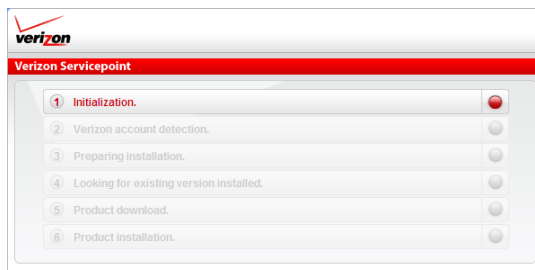 verizon
Verizon Servicepoint
1 Initialization.
2 Verizon account detection.
3 Preparing installation.
4 Looking for existing version installed.
5 Product download.
6 Product installation.